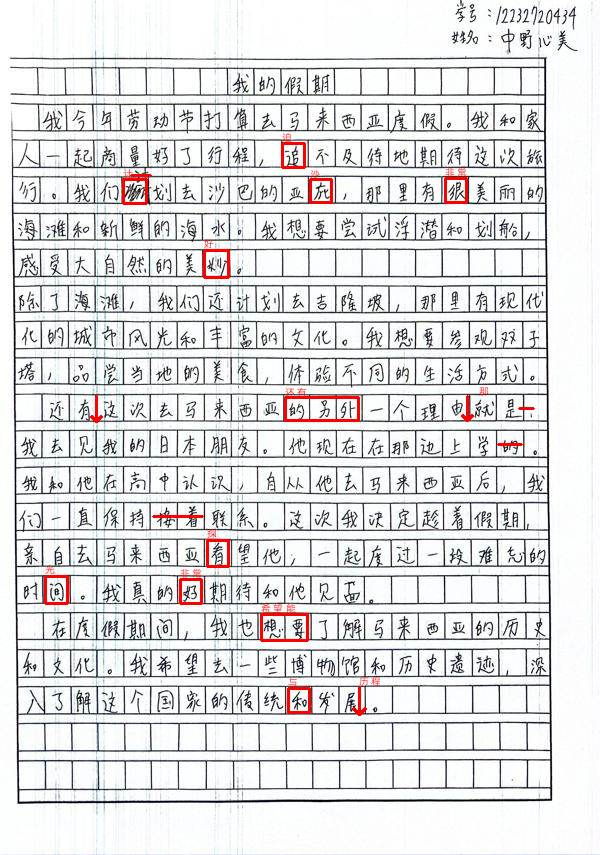 学号：12232720434
姓名：中野心美
我的假期
我今年劳动节打算去马来西亚度假。我和家
迫
人一起商量好了行程，追不及待地期待这次旅
计 沙 非常
行。我们划去沙巴的亚庇，那里有很美丽的
海滩和新鲜的海水。我想要尝试浮潜和划船，
好
感受大自然的美妙。
除了海滩，我们还计划去吉隆坡，那里有现代
化的城市风光和丰富的文化。我想要参观双子
塔，品尝当地的美食，体验不同的生活方式。
还有 那
还有这次去马来西亚的另外一个理由就是：
我去见我的日本朋友。他现在在那边上学的。
我和他在高中认识，自从他去马来西亚后，我
们一直保持接着联系。这次我决定趁着假期，
探
亲自去马来西亚看望他，一起度过一段难忘的
光 非常
时间。我真的好期待和他见面。
希望能
在度假期间，我也想要了解马来西亚的历史
和文化。我希望去一些博物馆和历史遗迹，深
与 历程
入了解这个国家的传统和发展。